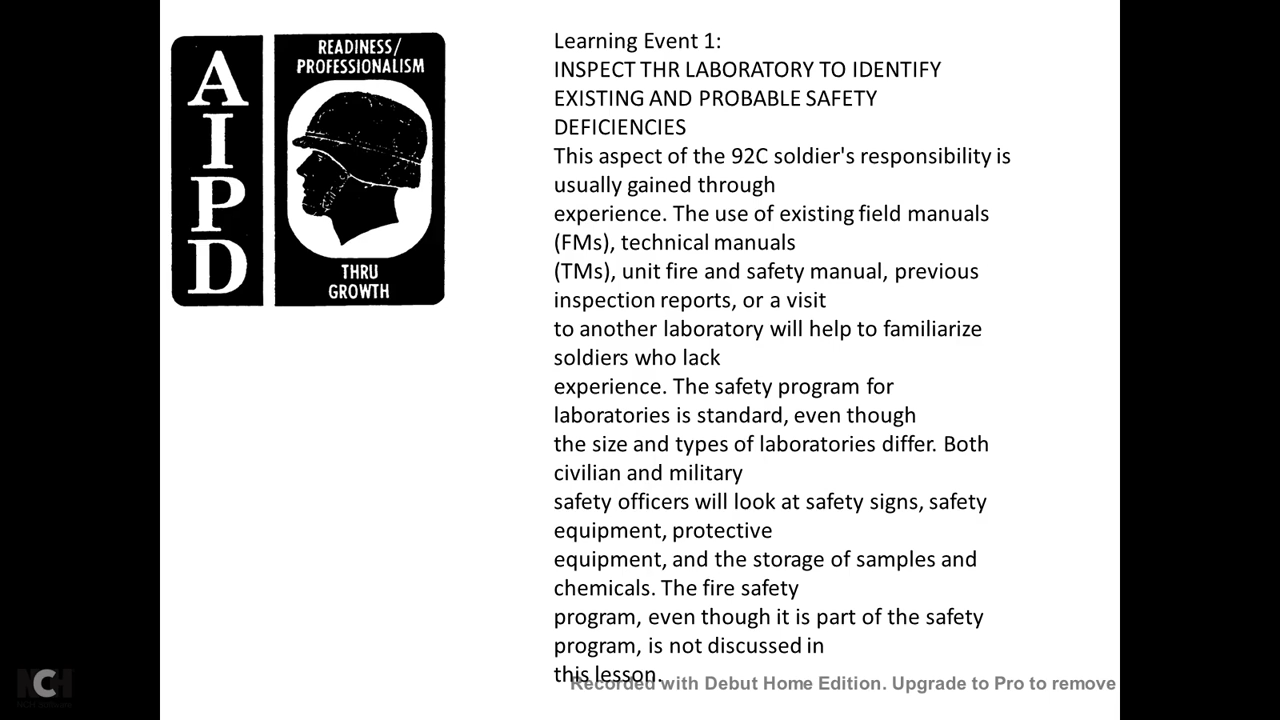 AIPD
READINESS/
PROFESSIONALISM
THRU
GROWTH
Learning Event 1:
INSPECT THR LABORATORY TO IDENTIFY
EXISTING AND PROBABLE SAFETY
DEFICIENCIES
This aspect of the 92C soldier's responsibility is
usually gained through
experience. The use of existing field manuals
(FMs), technical manuals
(TMs), unit fire and safety manual, previous
inspection reports, or a visit
to another laboratory will help to familiarize
soldiers who lack
experience. The safety program for
laboratories is standard, even though
the size and types of laboratories differ. Both
civilian and military
safety officers will look at safety signs, safety
equipment, protective
equipment, and the storage of samples and
chemicals. The fire safety
program, even though it is part of the safety
program, is not discussed in
this lesson.
Recorded with Debut Home Edition. Upgrade to Pro to remove
NCH